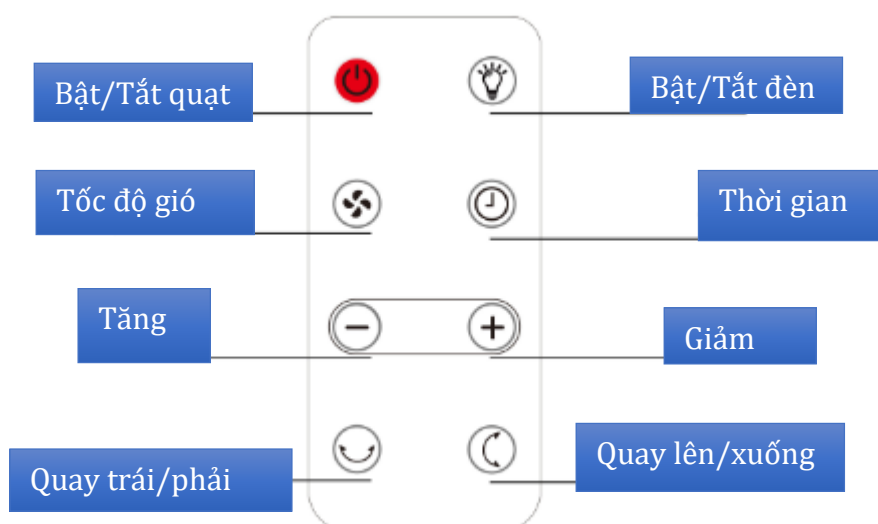 Bật/Tắt quạt
Bật/Tắt đèn
Tốc độ gió
Thời gian
Tăng
Giảm
Quay trái/phải
Quay lên/xuống